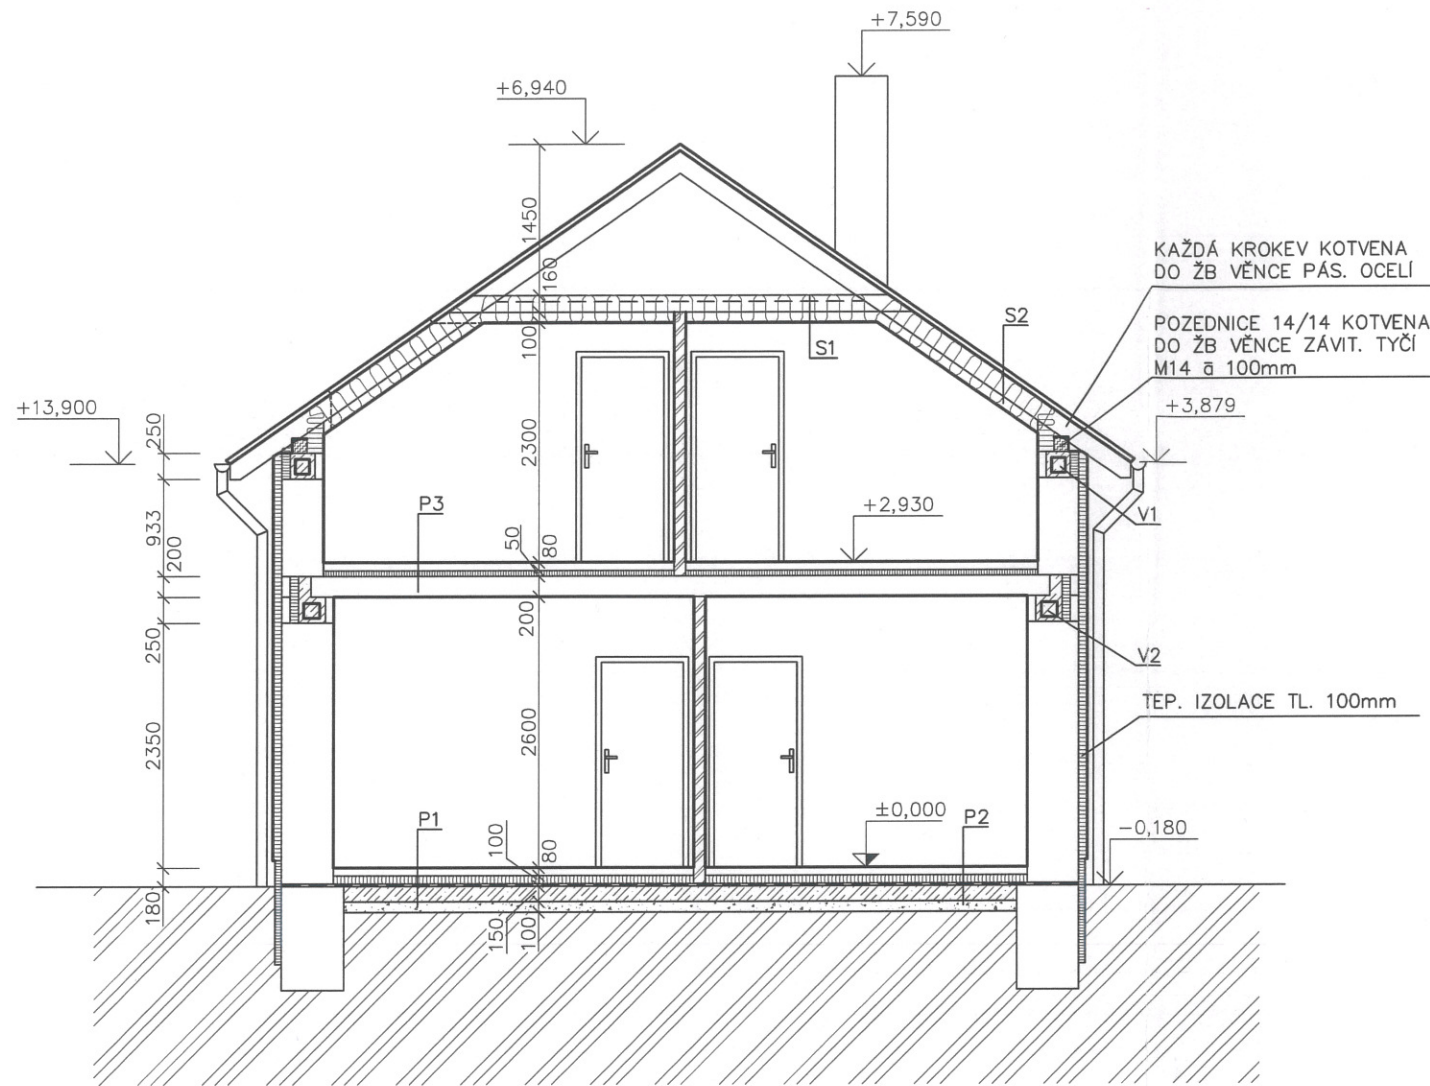 +7,590
+6,940
1450
160
100
KAŽDÁ KROKEV KOTVENA
DO ŽB VĚNCE PÁS. OCELÍ
S2
S1
POZEDNICE 14/14 KOTVENA
DO ŽB VĚNCE ZÁVIT. TYČÍ
M14 ā 100mm
+13,900
+3,879
250
2300
P3
+2,930
V1
933
200
50
80
200
250
V2
TEP. IZOLACE TL. 100mm
2350
2600
P1
100
80
±0,000
P2
-0,180
180
150
100